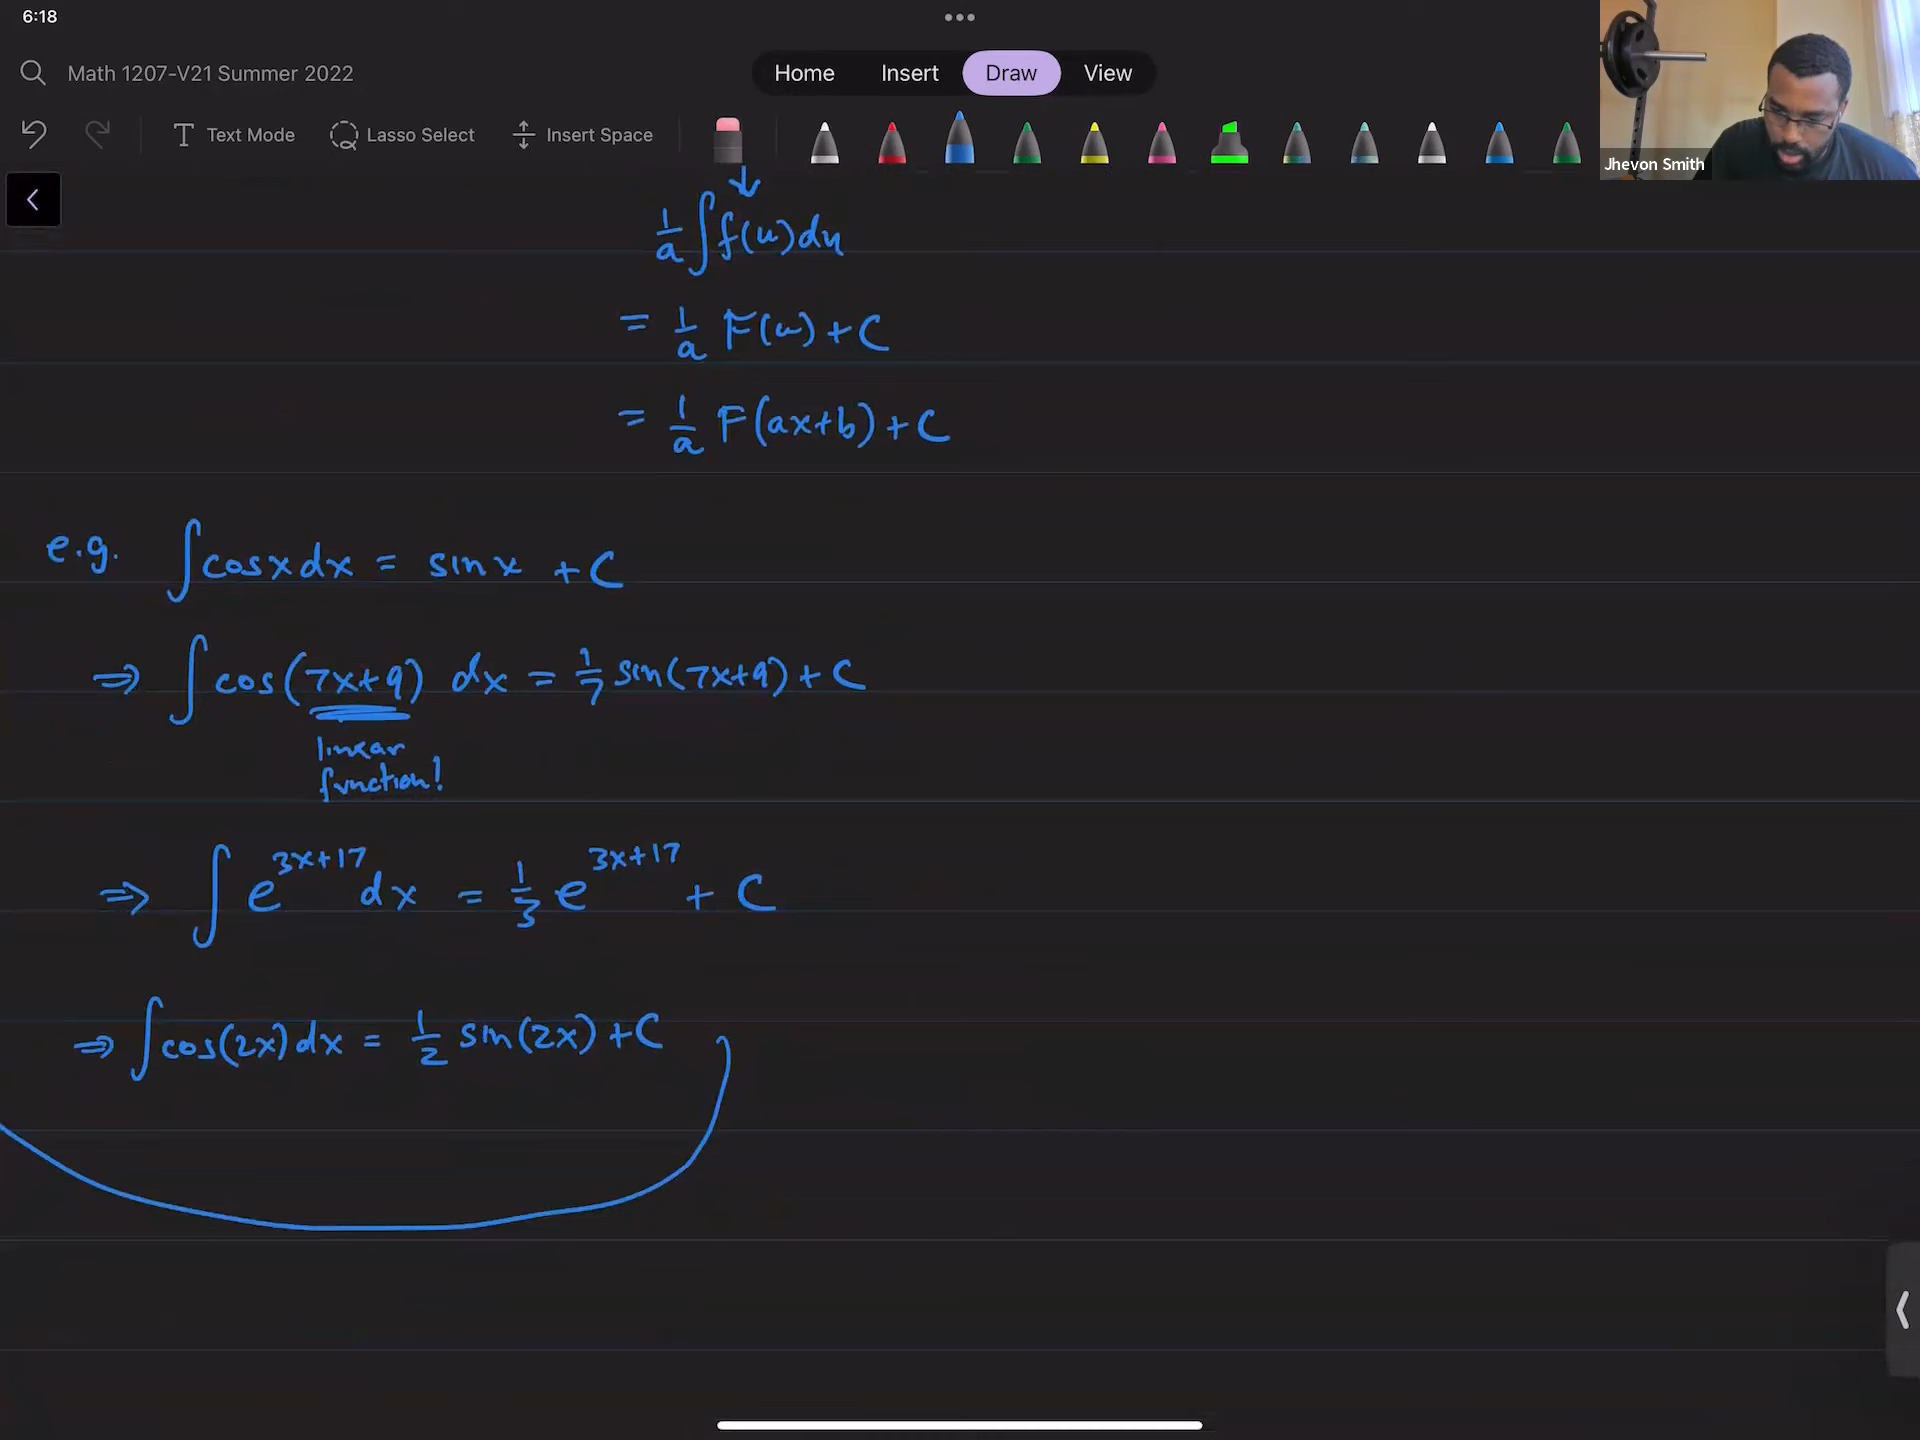 6:18
Math 1207-V21 Summer 2022
Home Insert Draw View
Text Mode Lasso Select Insert Space
Jhevon Smith
1/a ∫f(u)du
= 1/a F(u) + C
= 1/a F(ax+b) + C
e.g. ∫cosxdx = sinx + C
⇒ ∫cos(7x+9) dx = 1/7 sin(7x+9) + C
linear
function!
⇒ ∫e^{3x+17}dx = 1/3 e^{3x+17} + C
⇒ ∫cos(2x)dx = 1/2 sin(2x) + C